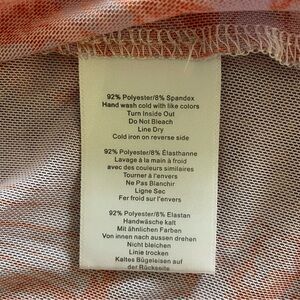 92% Polyester/8% Spandex
Hand wash cold with like colors
Turn Inside Out
Do Not Bleach
Line Dry
Cold iron on reverse side
92% Polyester/8% Élasthanne
Lavage à la main à froid
avec des couleurs similaires
Tourner à l'envers
Ne Pas Blanchir
Ligne Sec
Fer froid sur l'envers
92% Polyester/8% Elastan
Handwäsche kalt
Mit ähnlichen Farben
Von innen nach aussen drehen
Nicht bleichen
Linie trocken
Kaltes Bügeleisen auf
der Rückseite